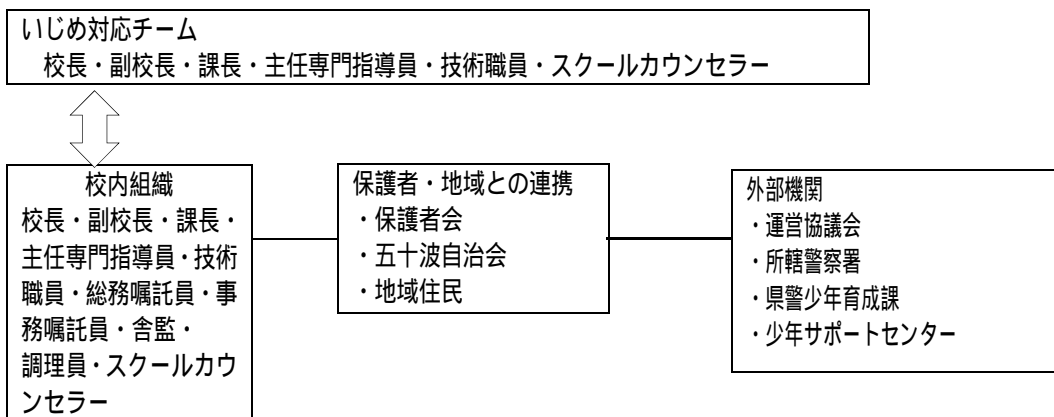 いじめ対応チーム
校長・副校長・課長・主任専門指導員・技術職員・スクールカウンセラー
校内組織
校長・副校長・課長・
主任専門指導員・技術
職員・総務嘱託員・事
務嘱託員・舎監・
調理員・スクールカウ
ンセラー
保護者・地域との連携
・保護者会
・五十波自治会
・地域住民
外部機関
・運営協議会
・所轄警察署
・県警少年育成課
・少年サポートセンター